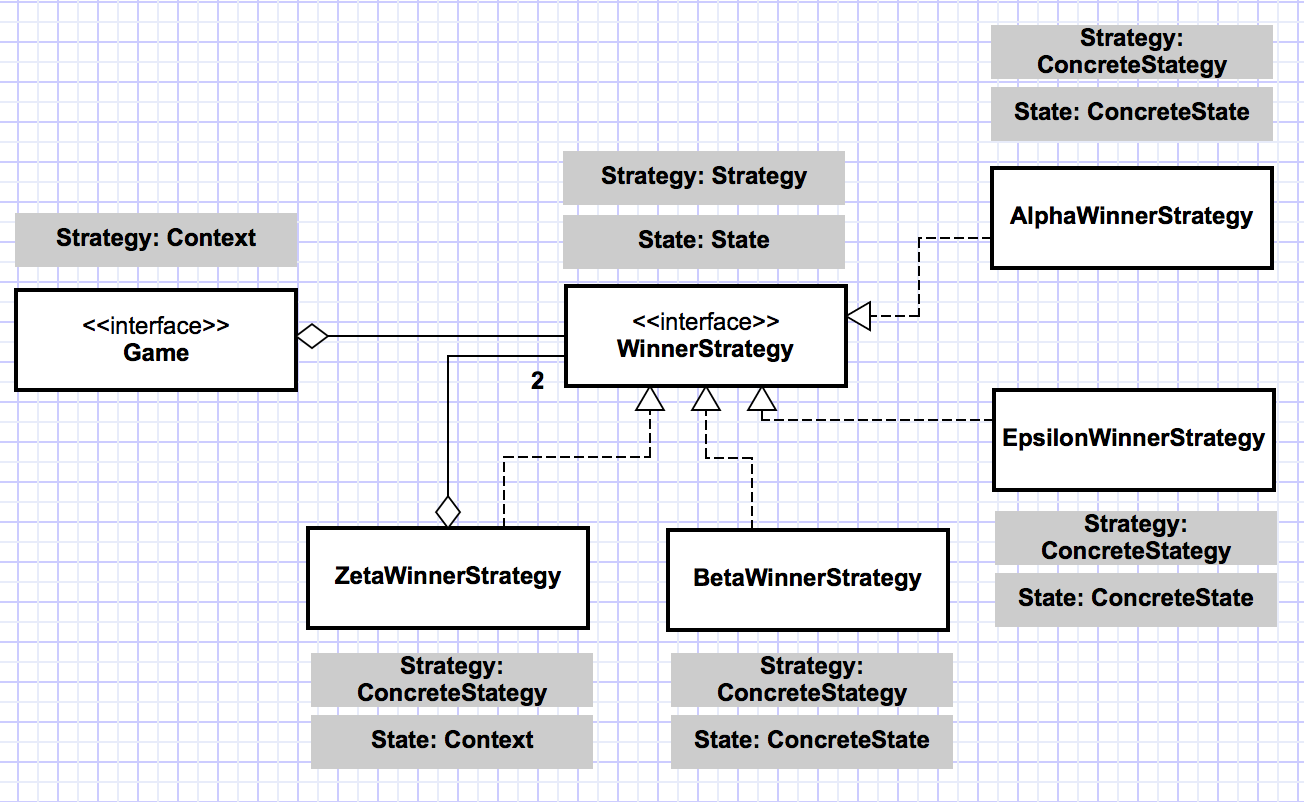 Strategy:
ConcreteStategy
State: ConcreteState
AlphaWinnerStrategy
Strategy: Strategy
State: State
<<interface>>
WinnerStrategy
Strategy: Context
<<interface>>
Game
2
EpsilonWinnerStrategy
Strategy:
ConcreteStategy
State: ConcreteState
ZetaWinnerStrategy
Strategy:
ConcreteStategy
State: Context
BetaWinnerStrategy
Strategy:
ConcreteStategy
State: ConcreteState